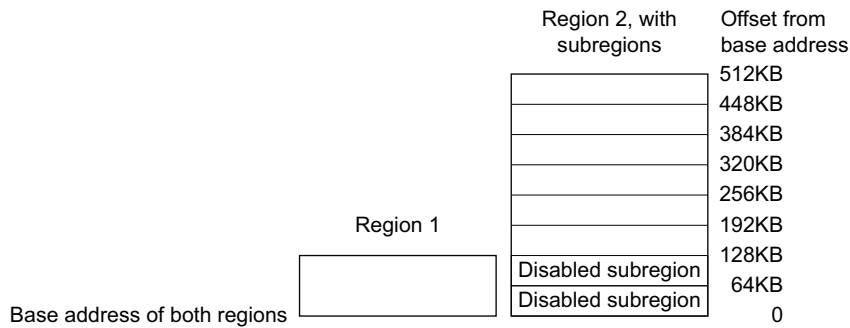 Region 2, with
subregions
Offset from
base address
512KB
448KB
384KB
320KB
256KB
Region 1
192KB
128KB
Disabled subregion
64KB
Disabled subregion
Base address of both regions
0